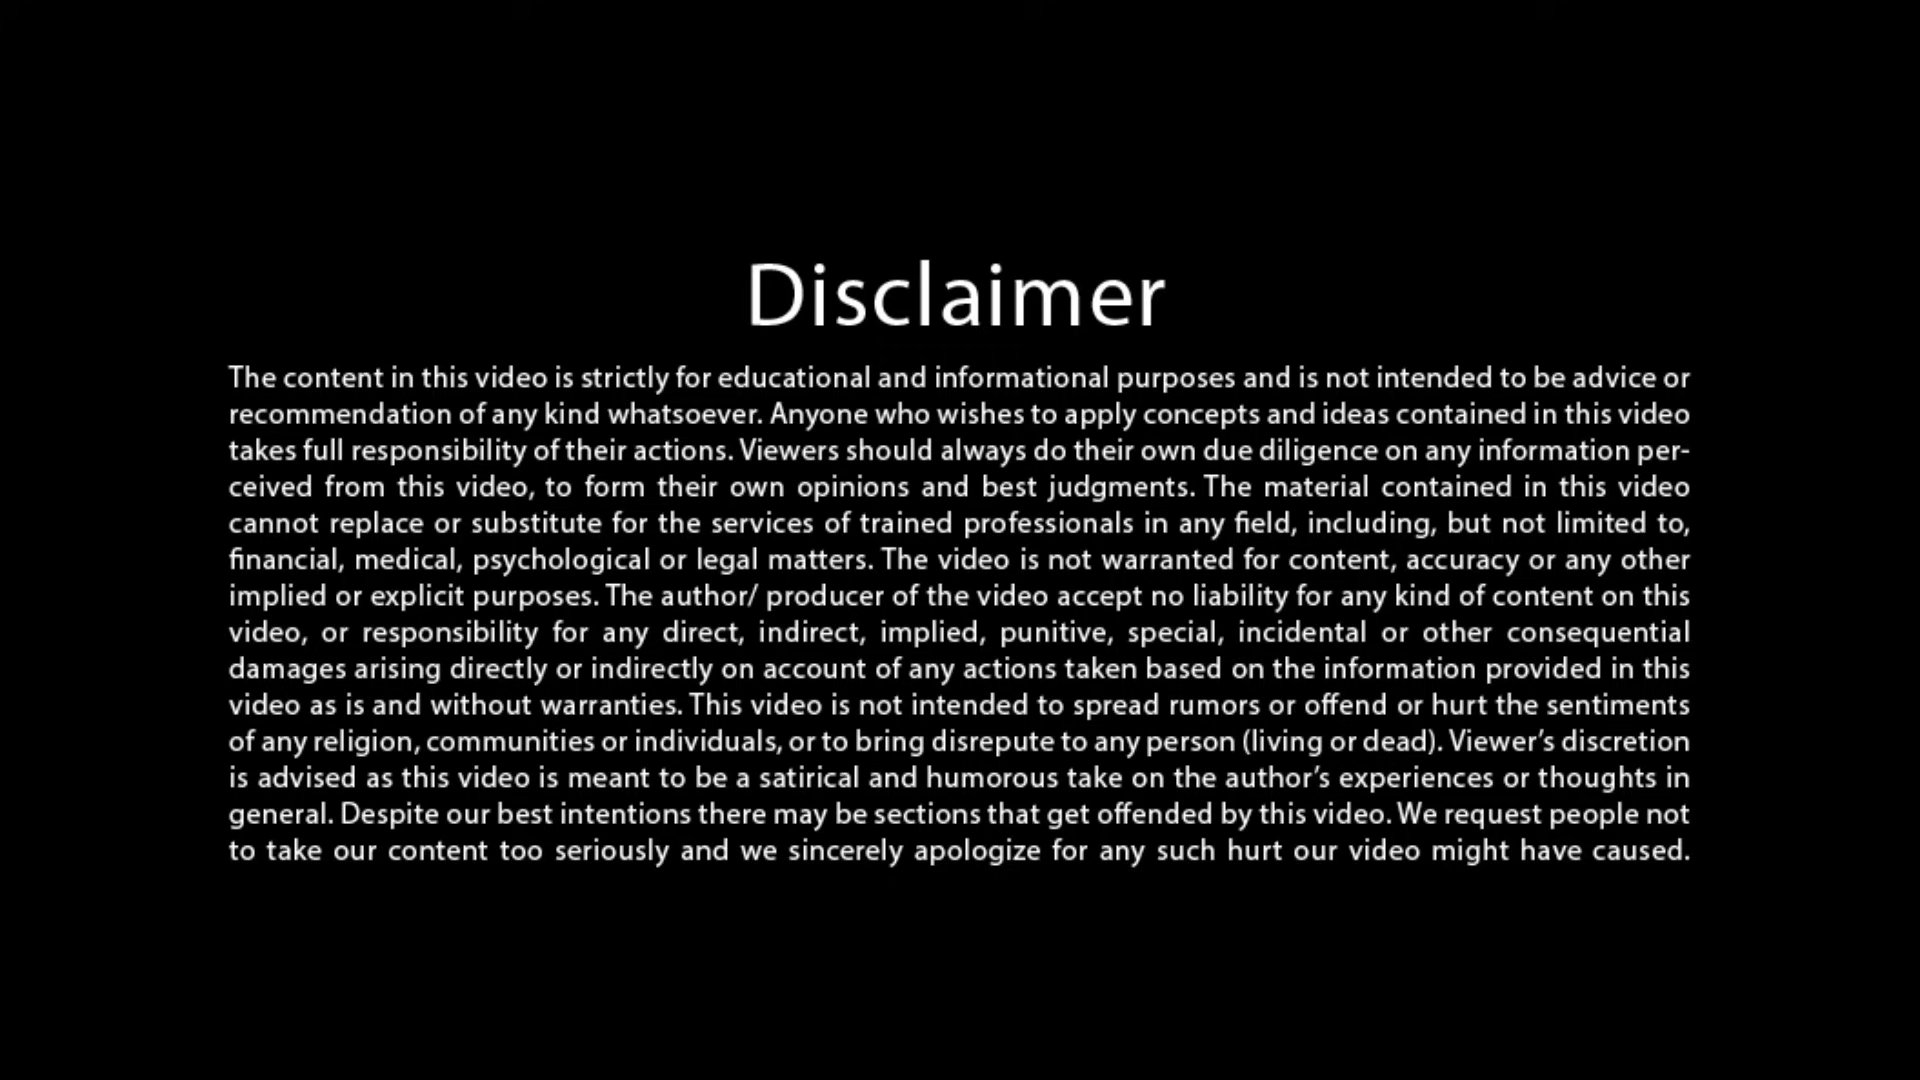 Disclaimer
The content in this video is strictly for educational and informational purposes and is not intended to be advice or
recommendation of any kind whatsoever. Anyone who wishes to apply concepts and ideas contained in this video
takes full responsibility of their actions. Viewers should always do their own due diligence on any information per-
ceived from this video, to form their own opinions and best judgments. The material contained in this video
cannot replace or substitute for the services of trained professionals in any field, including, but not limited to,
financial, medical, psychological or legal matters. The video is not warranted for content, accuracy or any other
implied or explicit purposes. The author/ producer of the video accept no liability for any kind of content on this
video, or responsibility for any direct, indirect, implied, punitive, special, incidental or other consequential
damages arising directly or indirectly on account of any actions taken based on the information provided in this
video as is and without warranties. This video is not intended to spread rumors or offend or hurt the sentiments
of any religion, communities or individuals, or to bring disrepute to any person (living or dead). Viewer’s discretion
is advised as this video is meant to be a satirical and humorous take on the author’s experiences or thoughts in
general. Despite our best intentions there may be sections that get offended by this video. We request people not
to take our content too seriously and we sincerely apologize for any such hurt our video might have caused.